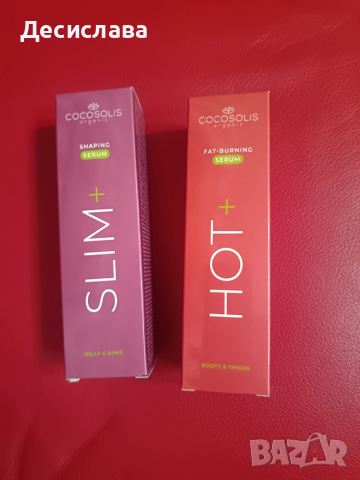 Десислава
COCOSOLIS
organic
SHAPING
SERUM
SLIM+
BELLY & ARMS
COCOSOLIS
organic
FAT-BURNING
SERUM
HOT+
BOOTY & THIGHS
BAZAR